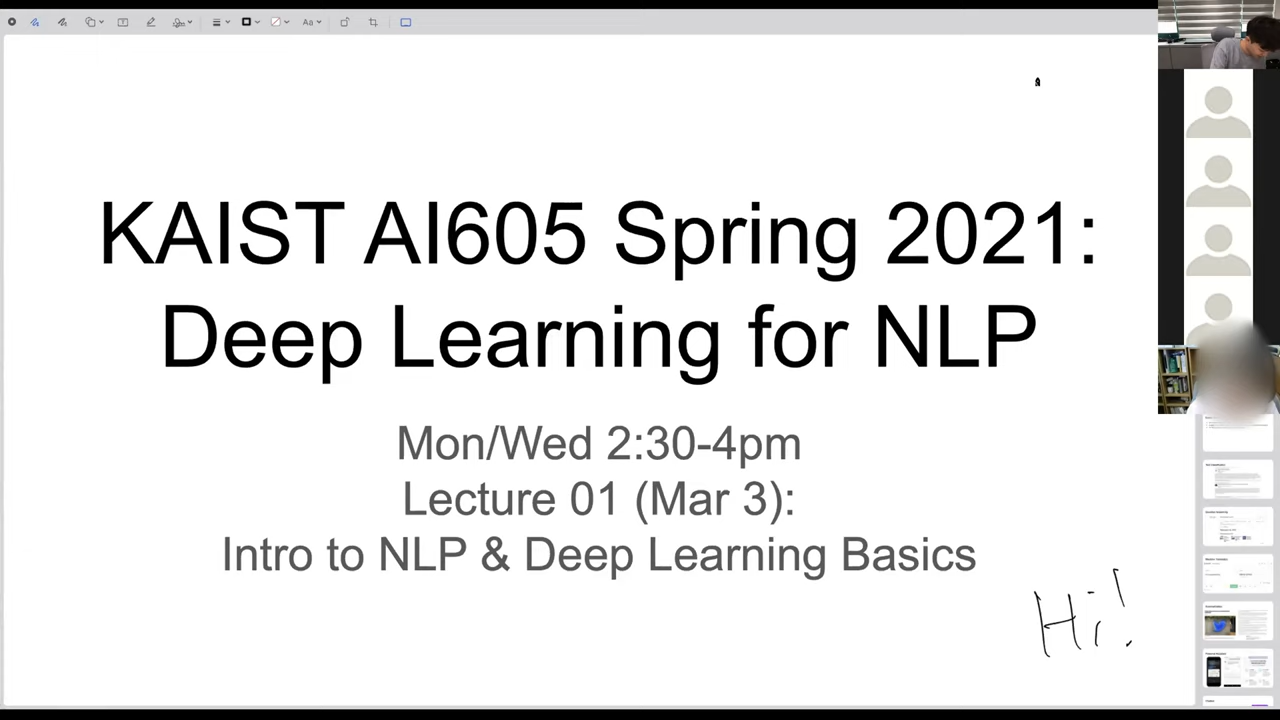 Aa
KAIST AI605 Spring 2021:
Deep Learning for NLP
Mon/Wed 2:30-4pm
Lecture 01 (Mar 3):
Intro to NLP & Deep Learning Basics
Hi!